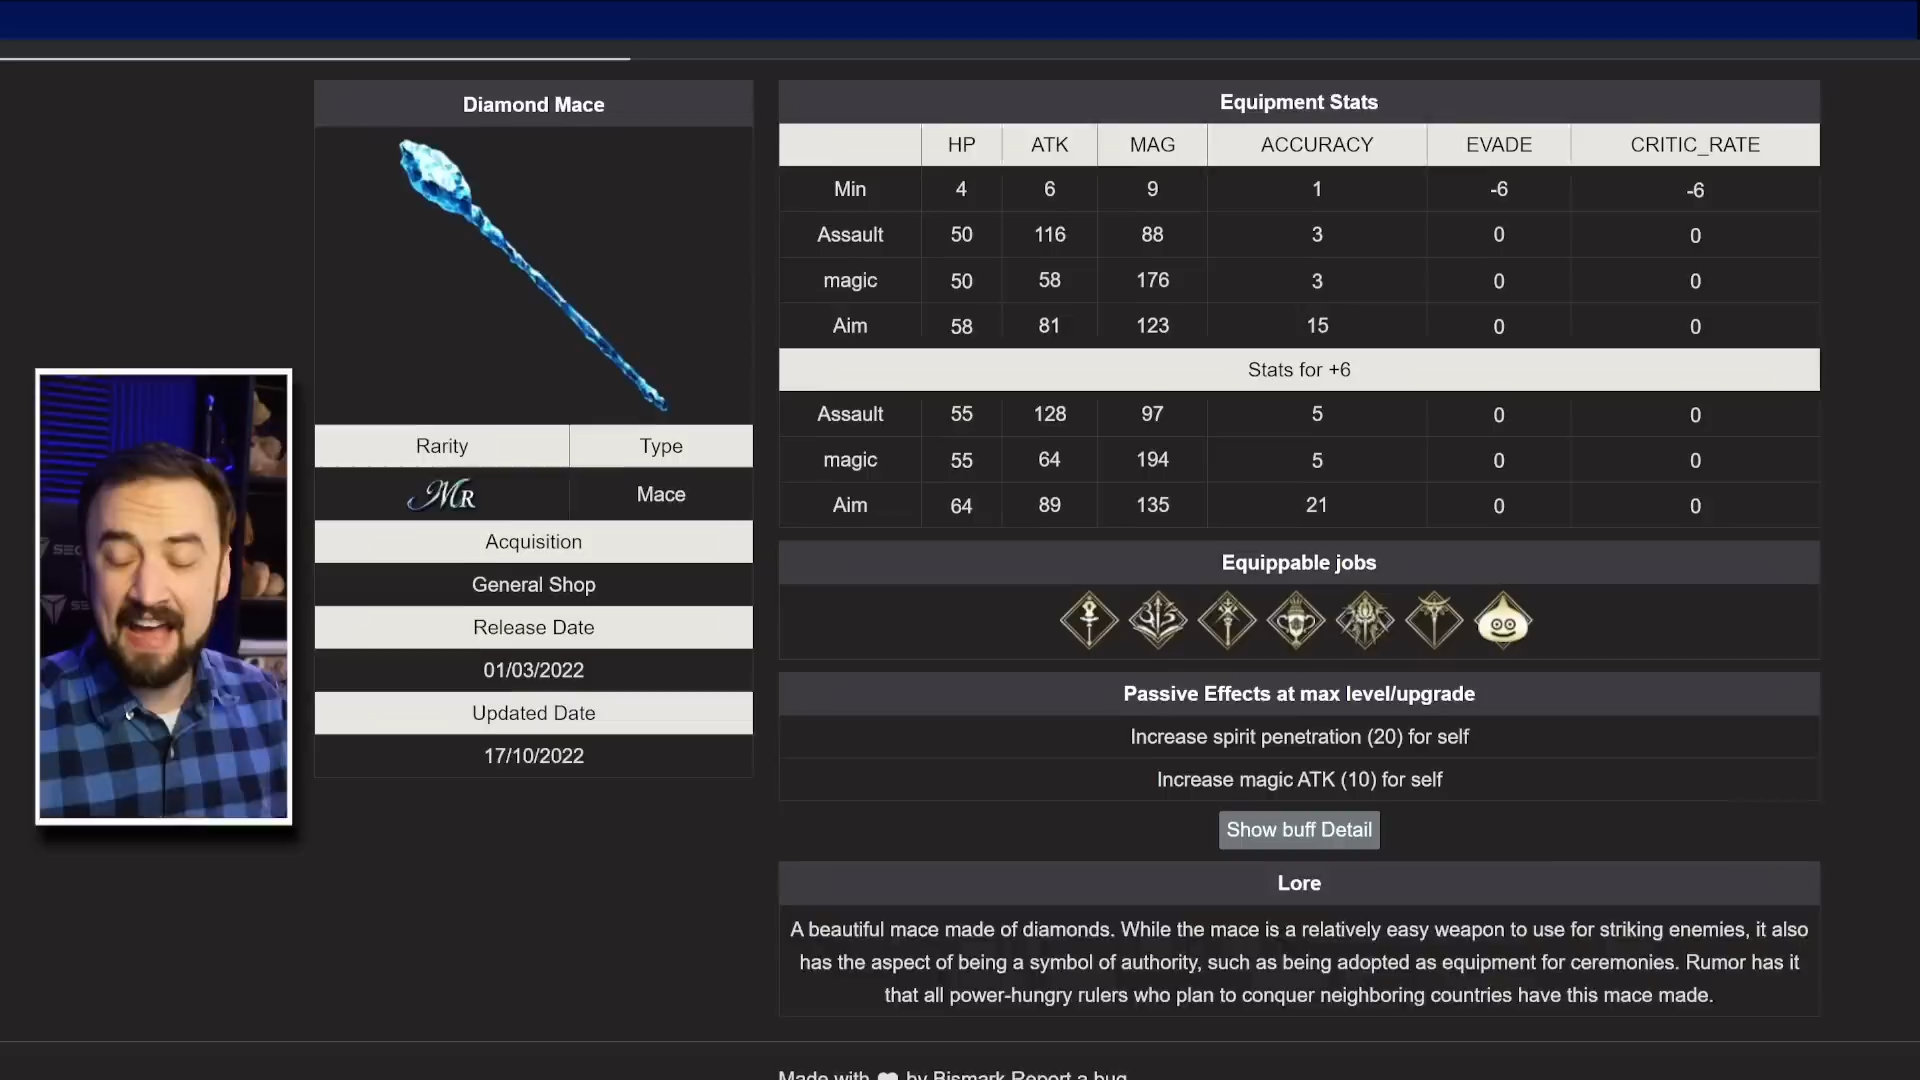 Diamond Mace
Rarity Type
MR Mace
Acquisition
General Shop
Release Date
01/03/2022
Updated Date
17/10/2022
Equipment Stats
HP ATK MAG ACCURACY EVADE CRITIC_RATE
Min 4 6 9 1 -6 -6
Assault 50 116 88 3 0 0
magic 50 58 176 3 0 0
Aim 58 81 123 15 0 0
Stats for +6
Assault 55 128 97 5 0 0
magic 55 64 194 5 0 0
Aim 64 89 135 21 0 0
Equippable jobs
Passive Effects at max level/upgrade
Increase spirit penetration (20) for self
Increase magic ATK (10) for self
Show buff Detail
Lore
A beautiful mace made of diamonds. While the mace is a relatively easy weapon to use for striking enemies, it also
has the aspect of being a symbol of authority, such as being adopted as equipment for ceremonies. Rumor has it
that all power-hungry rulers who plan to conquer neighboring countries have this mace made.
Made with ❤ by Bismark Report a bug